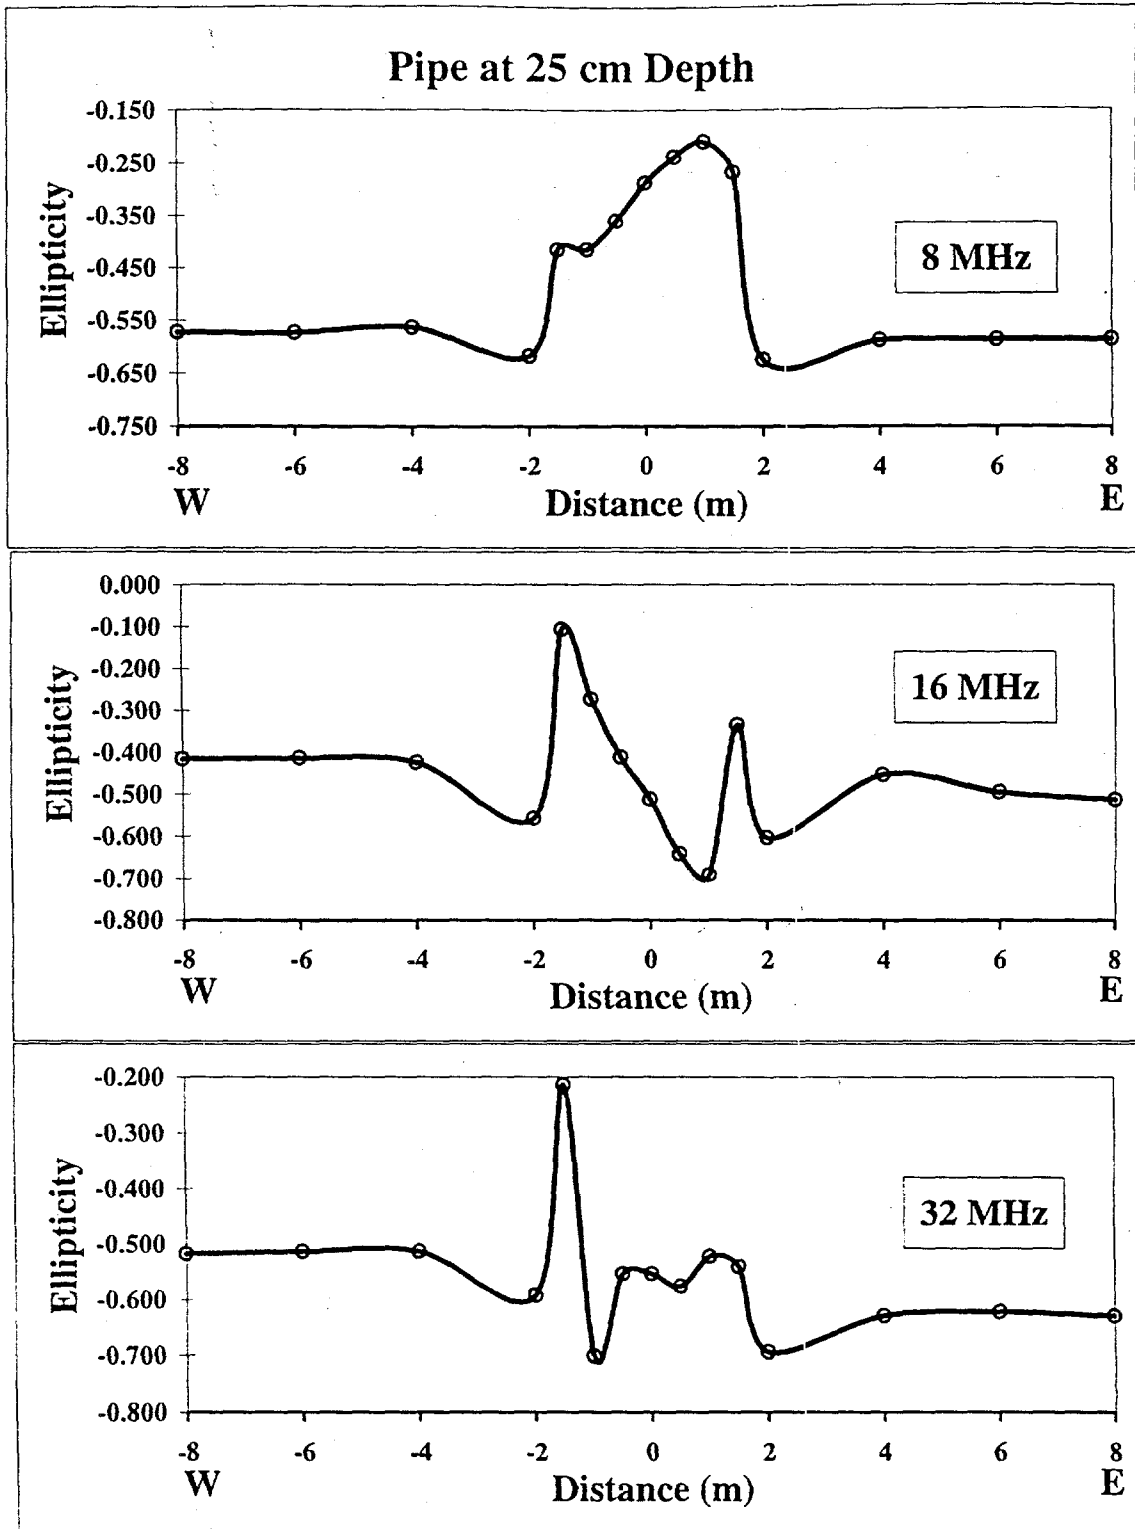 Pipe at 25 cm Depth
-0.150
-0.250
-0.350
-0.450
-0.550
-0.650
-0.750
Ellipticity
8 MHz
-8 -6 -4 -2 0 2 4 6 8
W Distance (m) E
0.000
-0.100
-0.200
-0.300
-0.400
-0.500
-0.600
-0.700
-0.800
Ellipticity
16 MHz
-8 -6 -4 -2 0 2 4 6 8
W Distance (m) E
-0.200
-0.300
-0.400
-0.500
-0.600
-0.700
-0.800
Ellipticity
32 MHz
-8 -6 -4 -2 0 2 4 6 8
W Distance (m) E